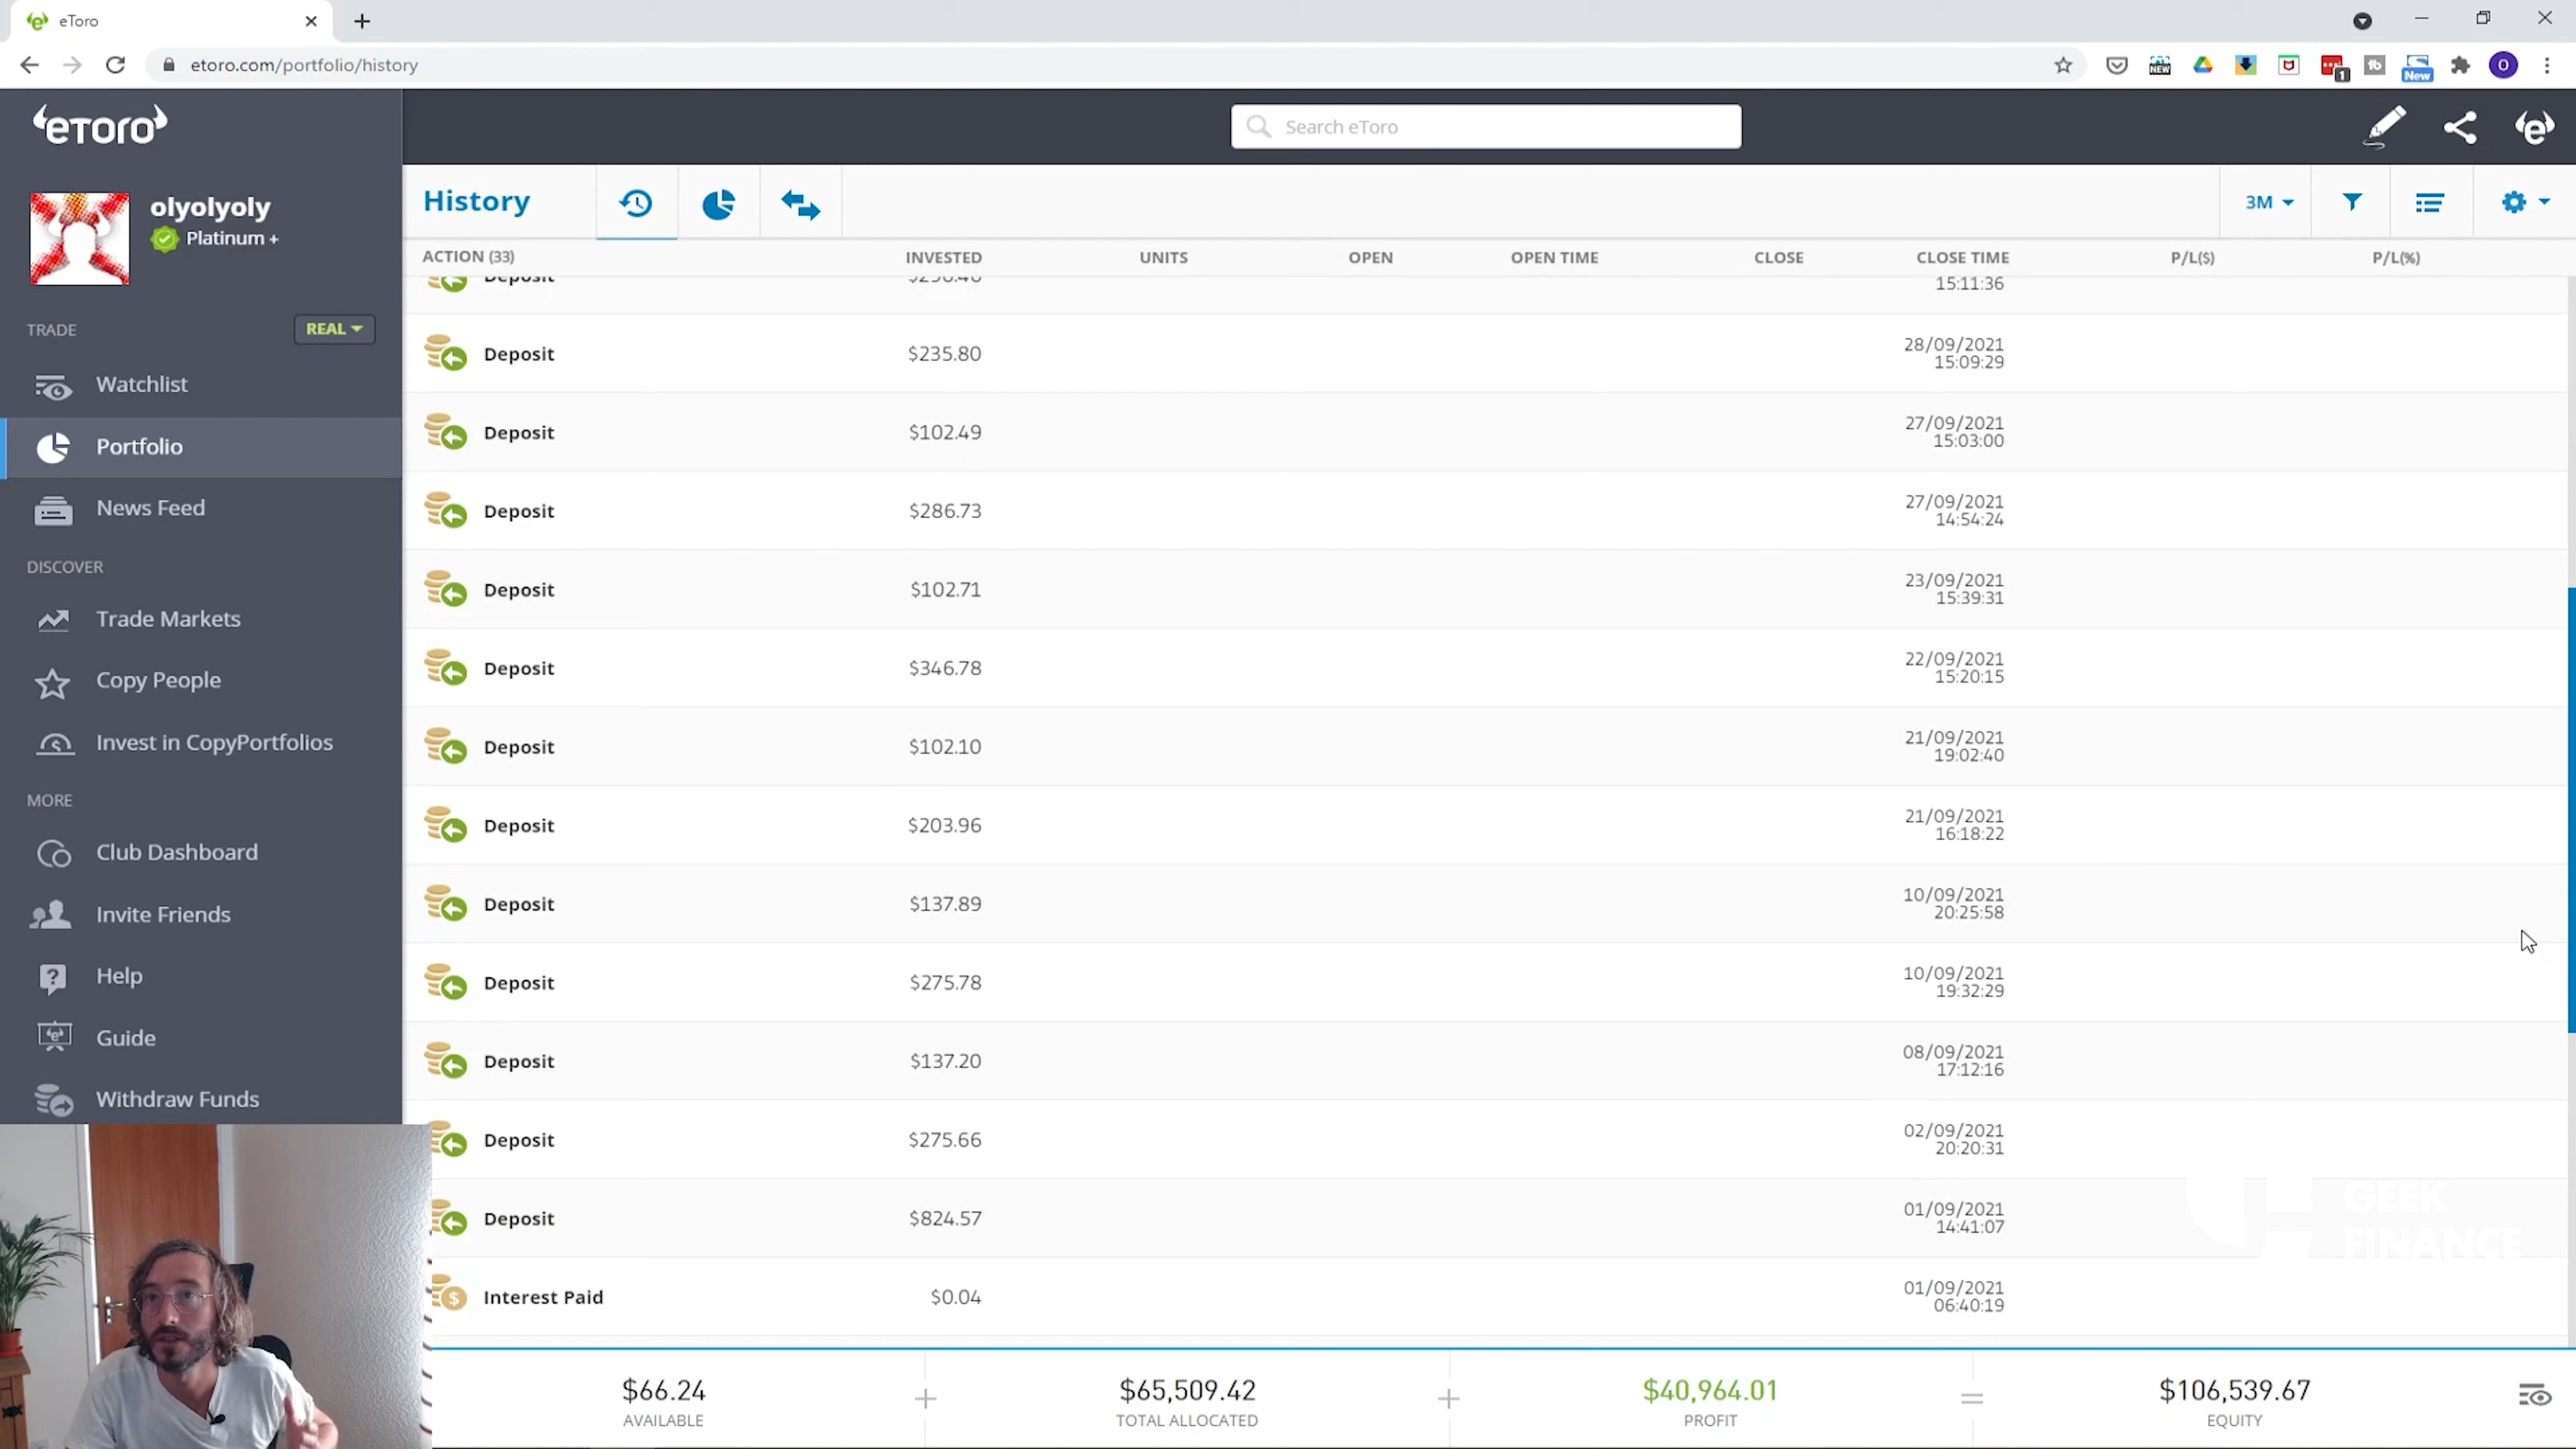 eToro
etoro.com/portfolio/history
NEW
1
New
O
eTORO
Search eToro
olyolyoly
Platinum +
TRADE
REAL
Watchlist
Portfolio
News Feed
DISCOVER
Trade Markets
Copy People
Invest in CopyPortfolios
MORE
Club Dashboard
Invite Friends
Help
Guide
Withdraw Funds
History
3M
ACTION (33) INVESTED UNITS OPEN OPEN TIME CLOSE CLOSE TIME P/L($) P/L(%)
Deposit 15:11:36
Deposit $235.80 28/09/2021 15:09:29
Deposit $102.49 27/09/2021 15:03:00
Deposit $286.73 27/09/2021 14:54:24
Deposit $102.71 23/09/2021 15:39:31
Deposit $346.78 22/09/2021 15:20:15
Deposit $102.10 21/09/2021 19:02:40
Deposit $203.96 21/09/2021 16:18:22
Deposit $137.89 10/09/2021 20:25:58
Deposit $275.78 10/09/2021 19:32:29
Deposit $137.20 08/09/2021 17:12:16
Deposit $275.66 02/09/2021 20:20:31
Deposit $824.57 01/09/2021 14:41:07
Interest Paid $0.04 01/09/2021 06:40:19
GEEK
FINANCE
$66.24 + $65,509.42 + $40,964.01 = $106,539.67
AVAILABLE TOTAL ALLOCATED PROFIT EQUITY